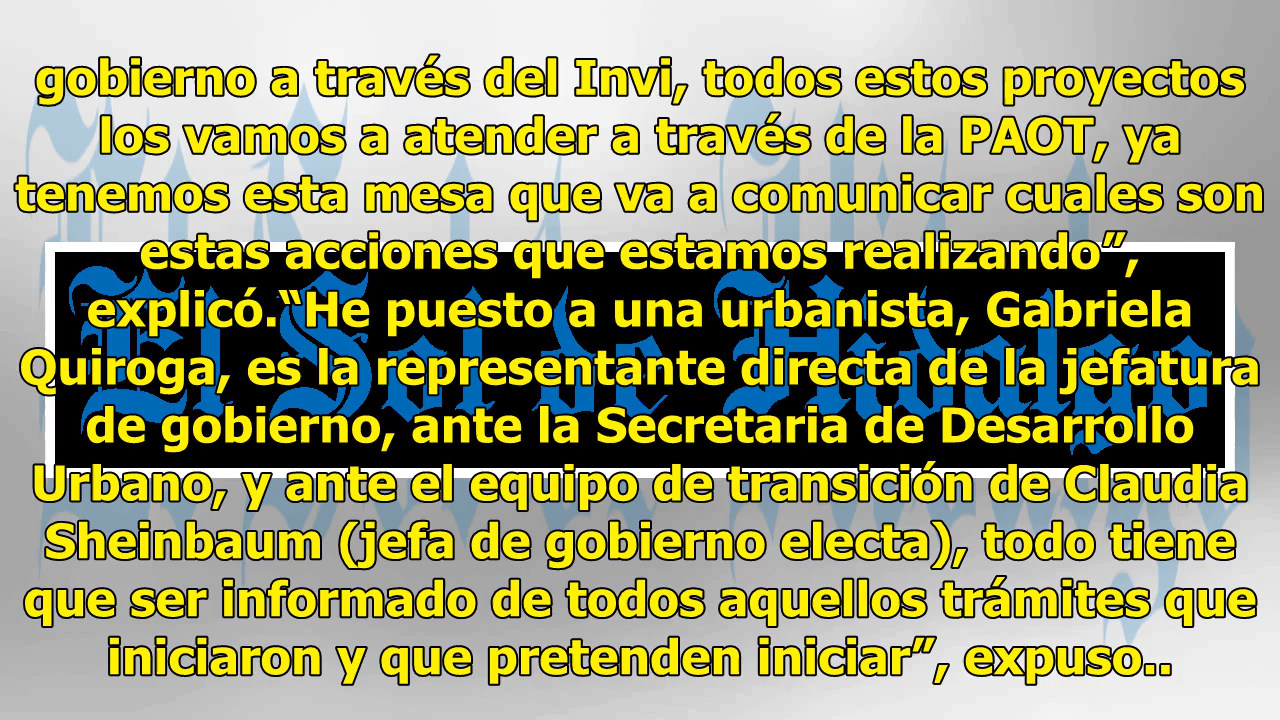 gobierno a través del Invi, todos estos proyectos
los vamos a atender a través de la PAOT, ya
tenemos esta mesa que va a comunicar cuales son
estas acciones que estamos realizando”,
explicó.“He puesto a una urbanista, Gabriela
Quiroga, es la representante directa de la jefatura
de gobierno, ante la Secretaria de Desarrollo
Urbano, y ante el equipo de transición de Claudia
Sheinbaum (jefa de gobierno electa), todo tiene
que ser informado de todos aquellos trámites que
iniciaron y que pretenden iniciar”, expuso..
El Sol de Hidalgo